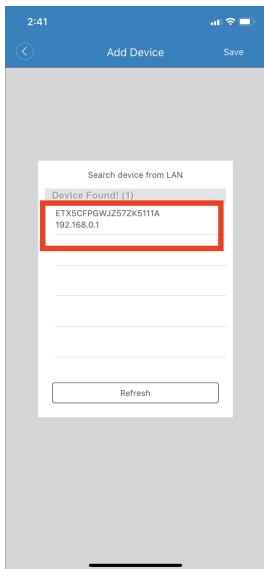 2:41
Add Device
Save
Search device from LAN
Device Found! (1)
ETX5CFPGWJZ57ZK5111A
192.168.0.1
Refresh